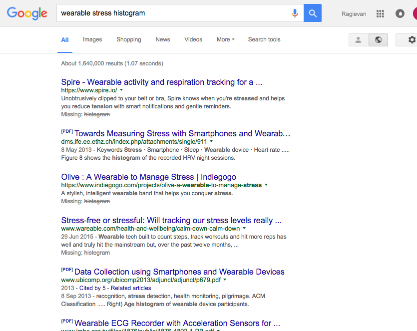 Google
wearable stress histogram
Ragievan
All Images Shopping News Videos More Search tools
About 1,640,000 results (1.07 seconds)
Spire - Wearable activity and respiration tracking for a ...
https://www.spire.io/
Unobtrusively clipped to your belt or bra, Spire knows when you're stressed and helps
you reduce tension with smart notifications and gentle reminders.
Missing: histogram
[PDF] Towards Measuring Stress with Smartphones and Wearab...
dms.ife.ee.ethz.ch/index.php/attachments/single/911
8 May 2013 - Keywords Stress · Smartphone · Sleep · Wearable device · Heart rate .....
Figure 8 shows the histogram of the recorded HRV night sessions.
Olive : A Wearable to Manage Stress | Indiegogo
https://www.indiegogo.com/projects/olive-a-wearable-to-manage-stress
A stylish, intelligent wearable band that helps you conquer stress.
Missing: histogram
Stress-free or stressful: Will tracking our stress levels really ...
www.wareable.com/health-and-wellbeing/calm-down-calm-down
29 Jun 2015 - Wearable tech built to count steps, track workouts and hit more reps has
well and truly hit the mainstream but, over the past twelve months, ...
Missing: histogram
[PDF] Data Collection using Smartphones and Wearable Devices
www.ubicomp.org/ubicomp2013/adjunct/adjunct/p679.pdf
2013 - Cited by 5 - Related articles
8 Sep 2013 - recognition, stress detection, health monitoring, pilgrimage. ACM
Classification ..... Right) Age histogram of wearable device participants.
[PDF] Wearable ECG Recorder with Acceleration Sensors for ...